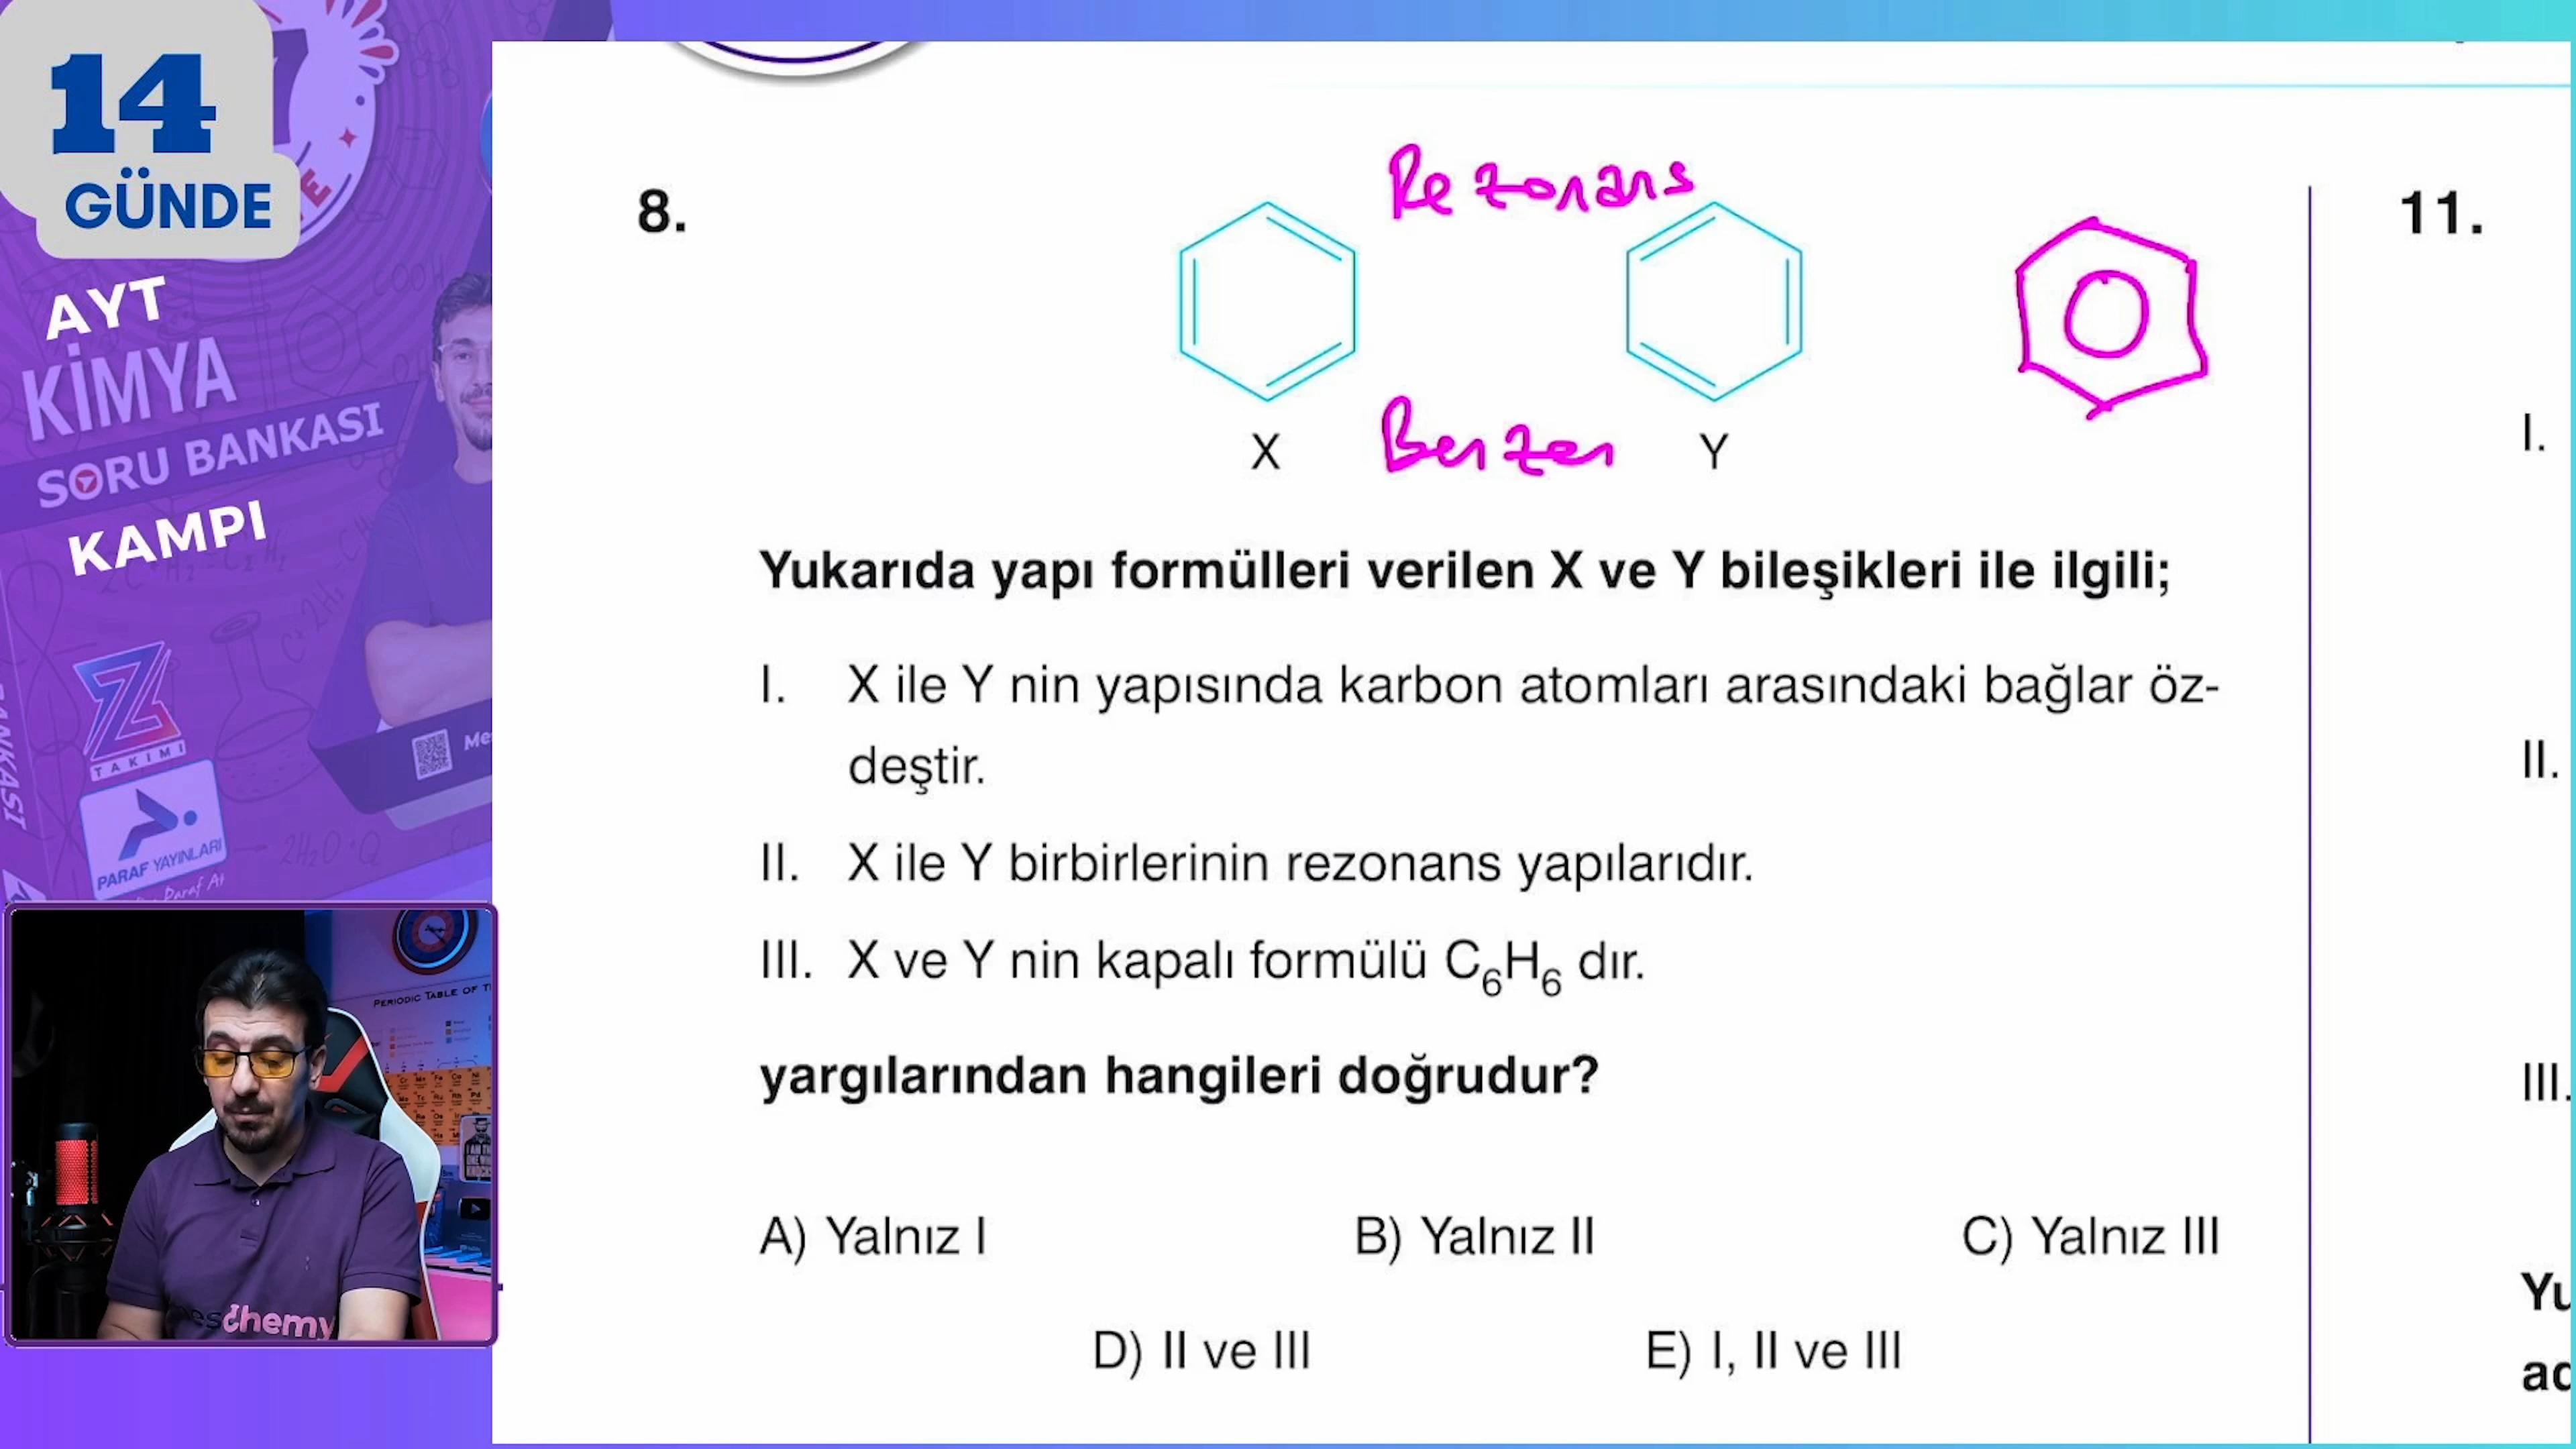 14
GÜNDE
AYT
KİMYA
SORU BANKASI
KAMPI
TAKIMI
PARAF YAYINLARI
PERIODIC TABLE OF T
8.
Rezonans
Benzen
X
Y
Yukarıda yapı formülleri verilen X ve Y bileşikleri ile ilgili;
I. X ile Y nin yapısında karbon atomları arasındaki bağlar öz-
deştir.
II. X ile Y birbirlerinin rezonans yapılarıdır.
III. X ve Y nin kapalı formülü C₆H₆ dır.
yargılarından hangileri doğrudur?
A) Yalnız I
B) Yalnız II
C) Yalnız III
D) II ve III
E) I, II ve III
11.
I.
II.
III.
Yu
ad